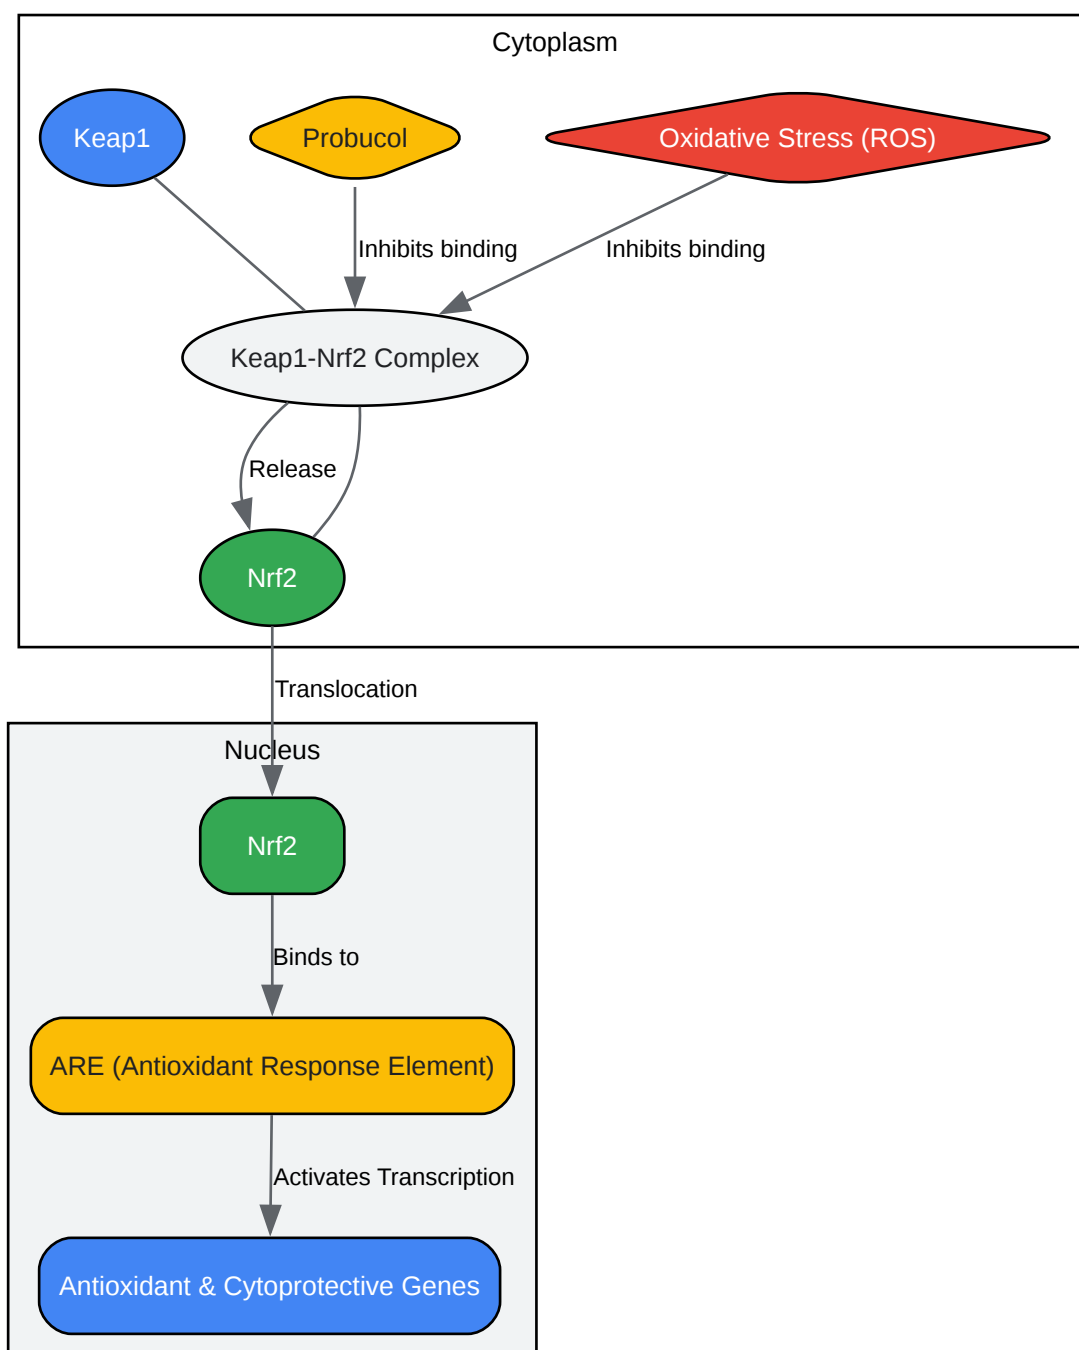 Cytoplasm
Keap1
Probucol
Oxidative Stress (ROS)
Inhibits binding
Inhibits binding
Keap1-Nrf2 Complex
Release
Nrf2
Translocation
Nucleus
Nrf2
Binds to
ARE (Antioxidant Response Element)
Activates Transcription
Antioxidant & Cytoprotective Genes